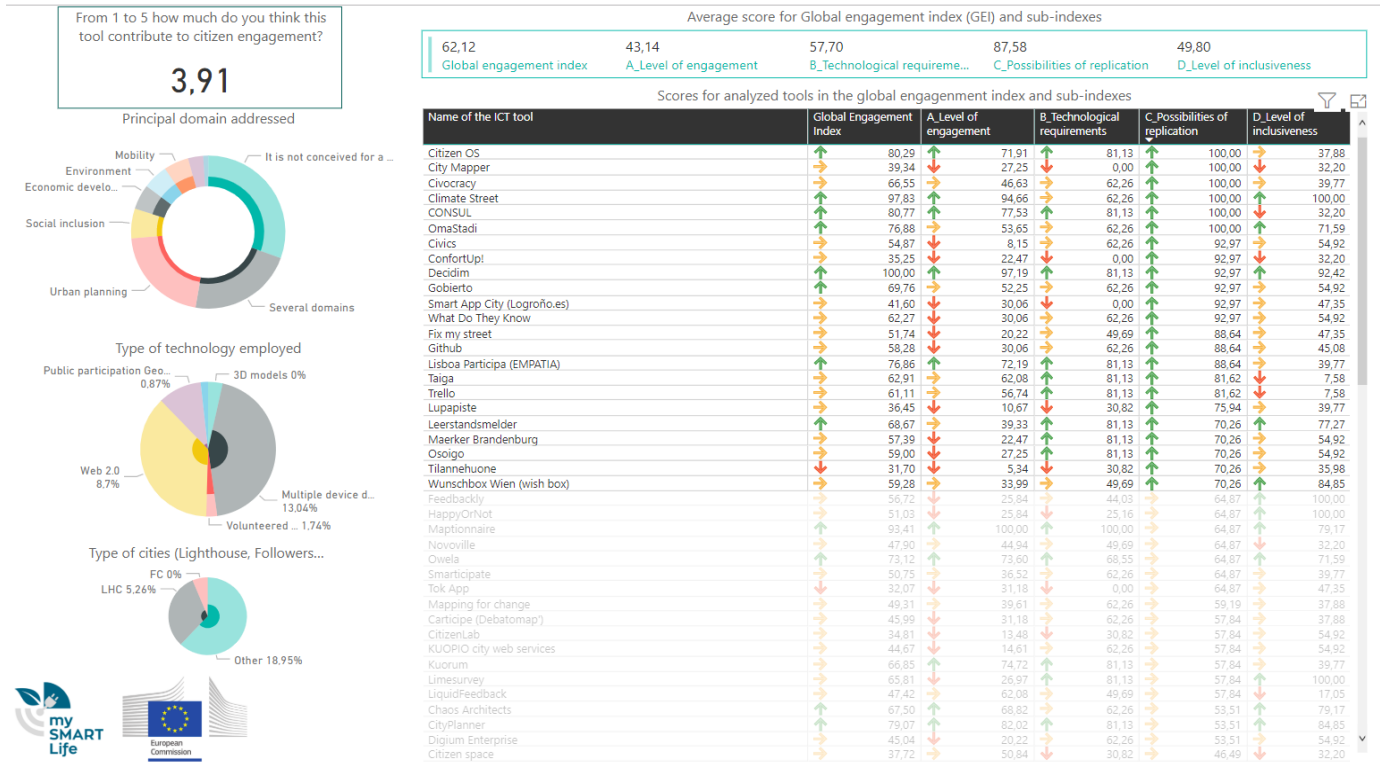 From 1 to 5 how much do you think this
tool contribute to citizen engagement?
3,91
Principal domain addressed
Mobility
It is not conceived for a ...
Environment
Economic develo...
Social inclusion
Urban planning
Several domains
Type of technology employed
Public participation Geo...
0,87%
3D models 0%
Web 2.0
8.7%
Multiple device d...
13,04%
Volunteered ... 1,74%
Type of cities (Lighthouse, Followers...
FC 0%
LHC 5,26%
Other 18,95%
my
SMART
Life
European
Commission
Average score for Global engagement index (GEI) and sub-indexes
62,12 43,14 57,70 87,58 49,80
Global engagement index A_Level of engagement B_Technological requireme... C_Possibilities of replication D_Level of inclusiveness
Scores for analyzed tools in the global engagenment index and sub-indexes
Name of the ICT tool Global Engagement A_Level of B_Technological C_Possibilities of D_Level of
Index engagement requirements replication inclusiveness
Citizen OS 80,29 71,91 81,13 100,00 37,88
City Mapper 39,34 27,25 0,00 100,00 32,20
Civocracy 66,55 46,63 62,26 100,00 39,77
Climate Street 97,83 94,66 62,26 100,00 100,00
CONSUL 80,77 77,53 81,13 100,00 32,20
OmaStadi 76,88 53,65 62,26 100,00 71,59
Civics 54,87 8,15 62,26 92,97 54,92
ConfortUp! 35,25 22,47 0,00 92,97 32,20
Decidim 100,00 97,19 81,13 92,97 92,42
Gobierto 69,76 52,25 62,26 92,97 54,92
Smart App City (Logroño.es) 41,60 30,06 0,00 92,97 47,35
What Do They Know 62,27 30,06 62,26 92,97 54,92
Fix my street 51,74 20,22 49,69 88,64 47,35
Github 58,28 30,06 62,26 88,64 45,08
Lisboa Participa (EMPATIA) 76,86 72,19 81,13 88,64 39,77
Taiga 62,91 62,08 81,13 81,62 7,58
Trello 61,11 56,74 81,13 81,62 7,58
Lupapiste 36,45 10,67 30,82 75,94 39,77
Leerstandsmelder 68,67 39,33 81,13 70,26 77,27
Maerker Brandenburg 57,39 22,47 81,13 70,26 54,92
Osoigo 59,00 27,25 81,13 70,26 54,92
Tilannehuone 31,70 5,34 30,82 70,26 35,98
Wunschbox Wien (wish box) 59,28 33,99 49,69 70,26 84,85
Feedbackly 56,72 25,84 44,03 64,87 100,00
HappyOrNot 51,03 25,84 25,16 64,87 100,00
Maptionnaire 93,41 100,00 100,00 64,87 79,17
Novoville 47,90 44,94 49,69 64,87 32,20
Owela 73,12 73,60 68,55 64,87 71,59
Smarticipate 50,75 36,52 62,26 64,87 39,77
Tok App 32,07 31,18 0,00 64,87 47,35
Mapping for change 49,31 39,61 62,26 59,19 37,88
Carticipe (Debatomap') 45,99 31,18 62,26 57,84 37,88
CitizenLab 34,81 13,48 30,82 57,84 54,92
KUOPIO city web services 44,67 14,61 62,26 57,84 54,92
Kuorum 66,85 74,72 81,13 57,84 39,77
Limesurvey 65,81 26,97 81,13 57,84 100,00
LiquidFeedback 47,42 62,08 49,69 57,84 17,05
Chaos Architects 67,50 68,82 62,26 53,51 79,17
CityPlanner 79,07 82,02 81,13 53,51 84,85
Digium Enterprise 45,04 20,22 62,26 53,51 54,92
Citizen space 37,72 50,84 30,82 46,49 32,20